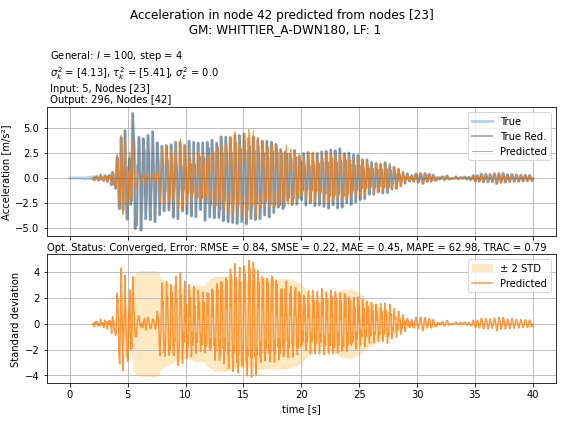 Acceleration in node 42 predicted from nodes [23]
GM: WHITTIER_A-DWN180, LF: 1
General: l = 100, step = 4
σ²ₖ = [4.13], τ²ₖ = [5.41], σ²ε = 0.0
Input: 5, Nodes [23]
Output: 296, Nodes [42]
True
True Red.
Predicted
Acceleration [m/s²]
5.0
2.5
0.0
−2.5
−5.0
Opt. Status: Converged, Error: RMSE = 0.84, SMSE = 0.22, MAE = 0.45, MAPE = 62.98, TRAC = 0.79
± 2 STD
Predicted
Standard deviation
4
2
0
−2
−4
0 5 10 15 20 25 30 35 40
time [s]